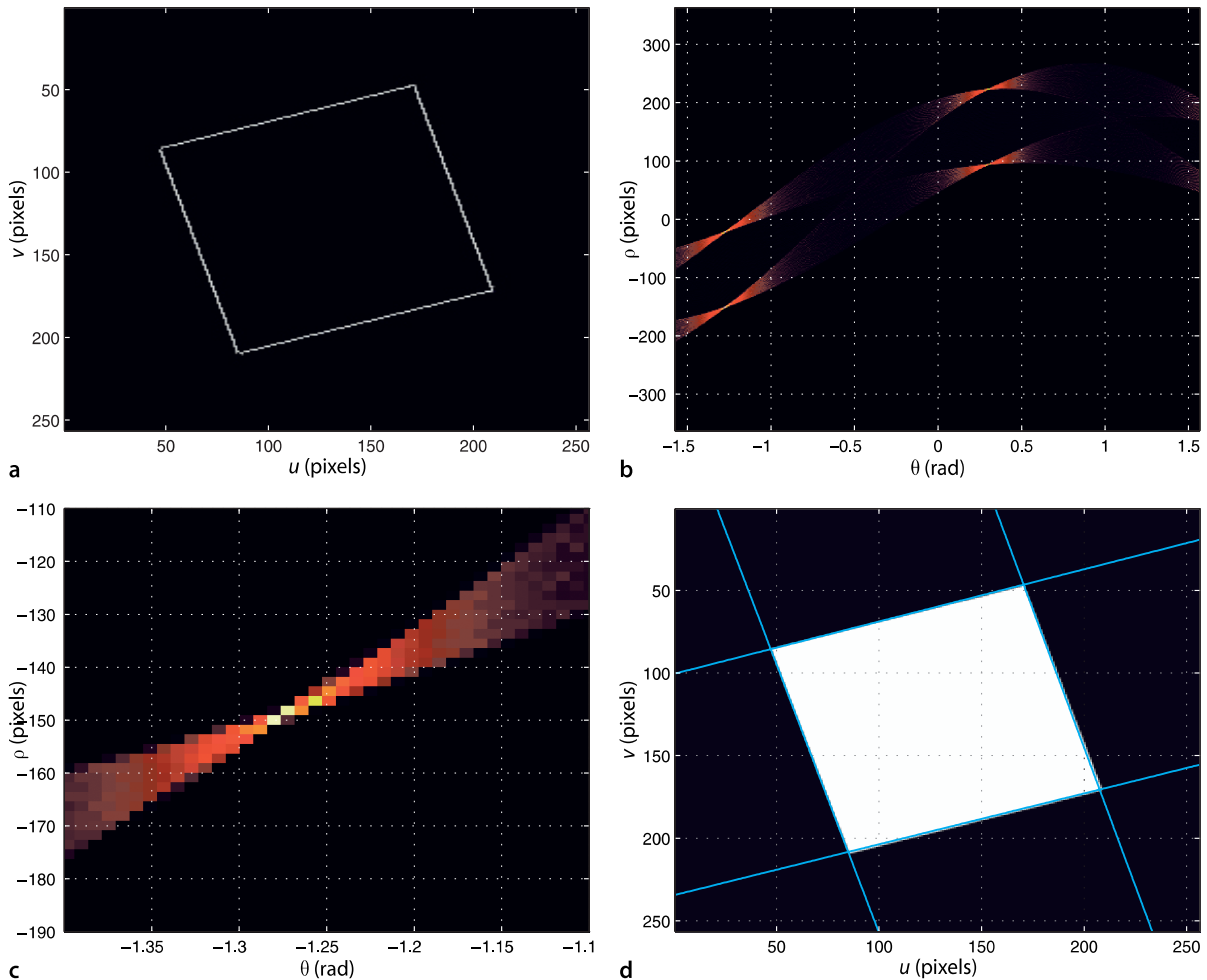 50
100
150
200
250
v (pixels)
50 100 150 200 250
u (pixels)
a
300
200
100
0
−100
−200
−300
ρ (pixels)
−1.5 −1 −0.5 0 0.5 1 1.5
θ (rad)
b
−110
−120
−130
−140
−150
−160
−170
−180
−190
ρ (pixels)
−1.35 −1.3 −1.25 −1.2 −1.15 −1.1
θ (rad)
c
50
100
150
200
250
v (pixels)
50 100 150 200 250
u (pixels)
d